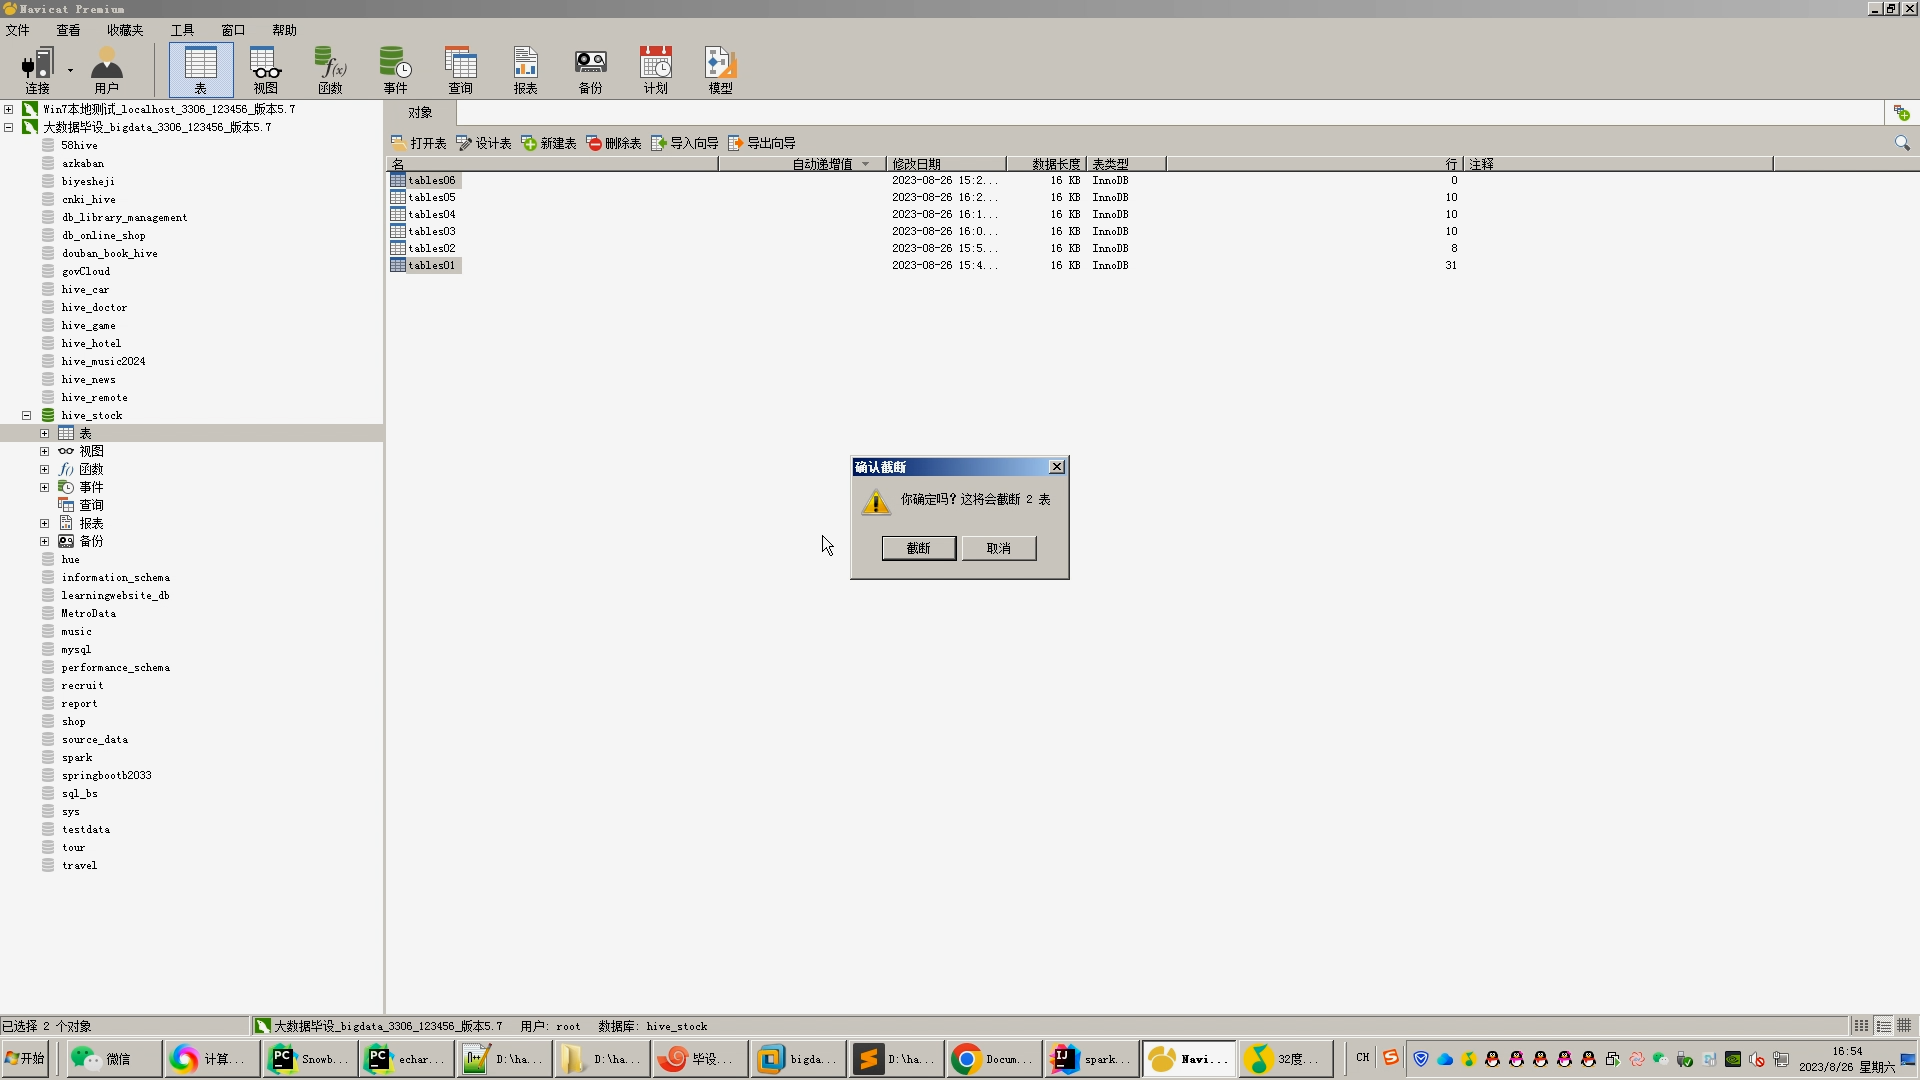 Navicat Premium
文件 查看 收藏夹 工具 窗口 帮助
连接 用户 表 视图 函数 事件 查询 报表 备份 计划 模型
Win7本地测试_localhost_3306_123456_版本5.7
大数据毕设_bigdata_3306_123456_版本5.7
58hive
azkaban
biyesheji
cnki_hive
db_library_management
db_online_shop
douban_book_hive
govCloud
hive_car
hive_doctor
hive_game
hive_hotel
hive_music2024
hive_news
hive_remote
hive_stock
表
视图
函数
事件
查询
报表
备份
hue
information_schema
learningwebsite_db
MetroData
music
mysql
performance_schema
recruit
report
shop
source_data
spark
springbootb2033
sql_bs
sys
testdata
tour
travel
对象
打开表 设计表 新建表 删除表 导入向导 导出向导
名 自动递增值 修改日期 数据长度 表类型 行 注释
tables06 2023-08-26 15:2... 16 KB InnoDB 0
tables05 2023-08-26 16:2... 16 KB InnoDB 10
tables04 2023-08-26 16:1... 16 KB InnoDB 10
tables03 2023-08-26 16:0... 16 KB InnoDB 10
tables02 2023-08-26 15:5... 16 KB InnoDB 8
tables01 2023-08-26 15:4... 16 KB InnoDB 31
确认截断
你确定吗? 这将会截断 2 表
截断 取消
已选择 2 个对象 大数据毕设_bigdata_3306_123456_版本5.7 用户: root 数据库: hive_stock
开始 微信 计算... Snowb... echar... D:\ha... D:\ha... 毕设... bigda... D:\ha... Docum... spark... Navi... 32度... CH 16:54
2023/8/26 星期六